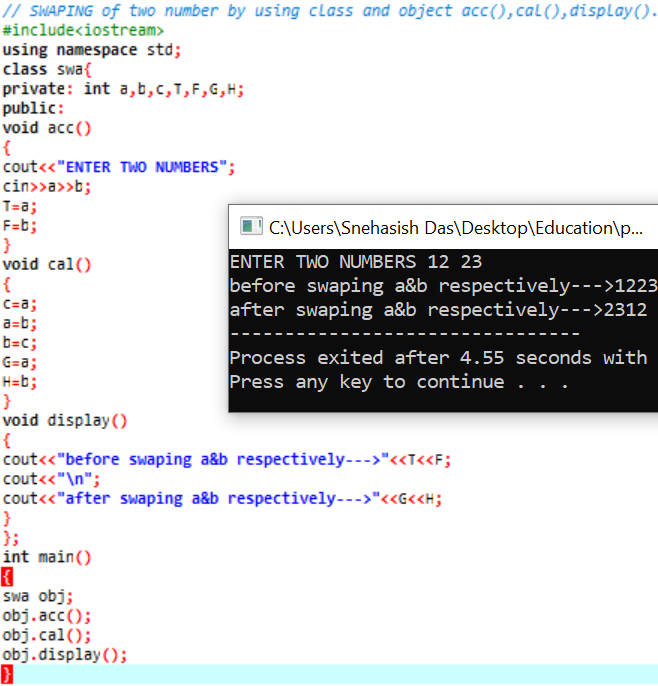 // SWAPING of two number by using class and object acc(),cal(),display().
#include<iostream>
using namespace std;
class swa{
private: int a,b,c,T,F,G,H;
public:
void acc()
{
cout<<"ENTER TWO NUMBERS";
cin>>a>>b;
T=a;
F=b;
}
void cal()
{
c=a;
a=b;
b=c;
G=a;
H=b;
}
void display()
{
cout<<"before swaping a&b respectively--->"<<T<<F;
cout<<"\n";
cout<<"after swaping a&b respectively--->"<<G<<H;
}
};
int main()
{
swa obj;
obj.acc();
obj.cal();
obj.display();
}
C:\Users\Snehasish Das\Desktop\Education\p...
ENTER TWO NUMBERS 12 23
before swaping a&b respectively--->1223
after swaping a&b respectively--->2312
--------------------------------
Process exited after 4.55 seconds with
Press any key to continue . . .